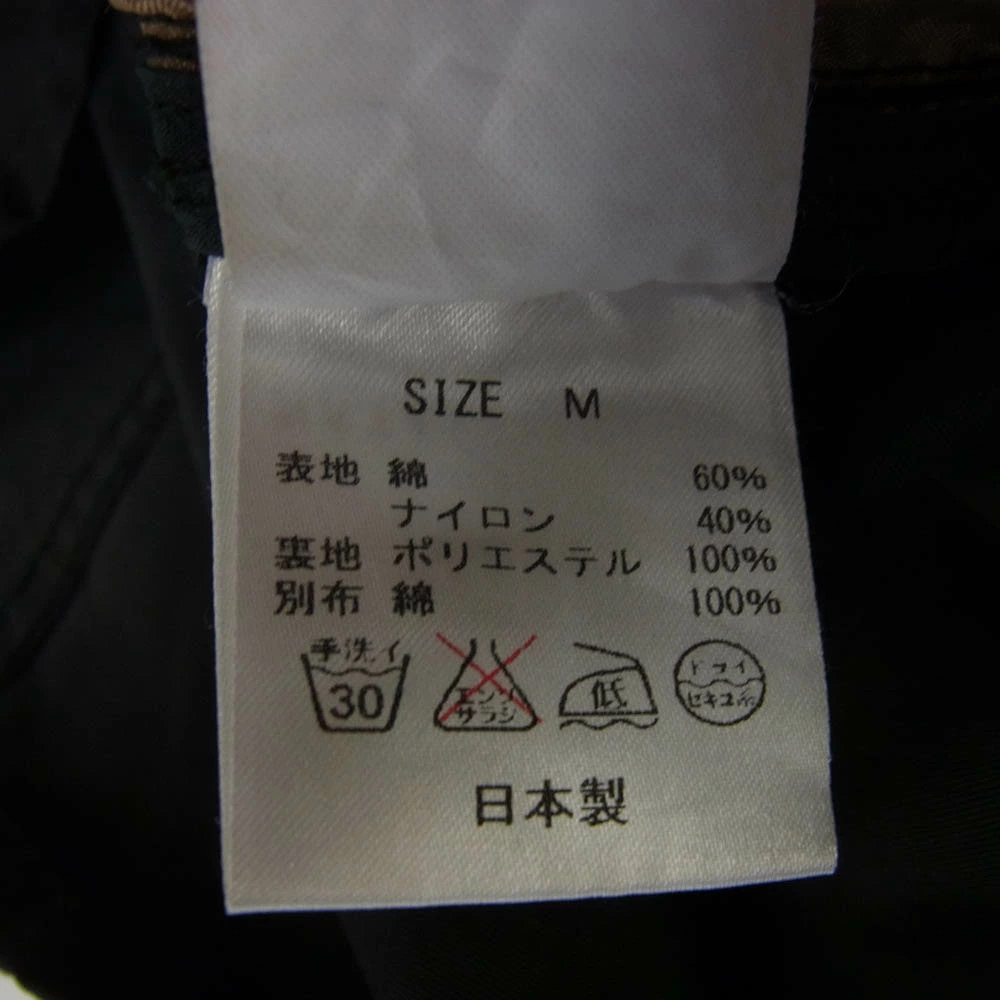 SIZE M
表地 綿 60%
ナイロン 40%
裏地 ポリエステル 100%
別布 綿 100%
手洗イ 30 エンソサラシ 低 ドライ セキユ系
日本製